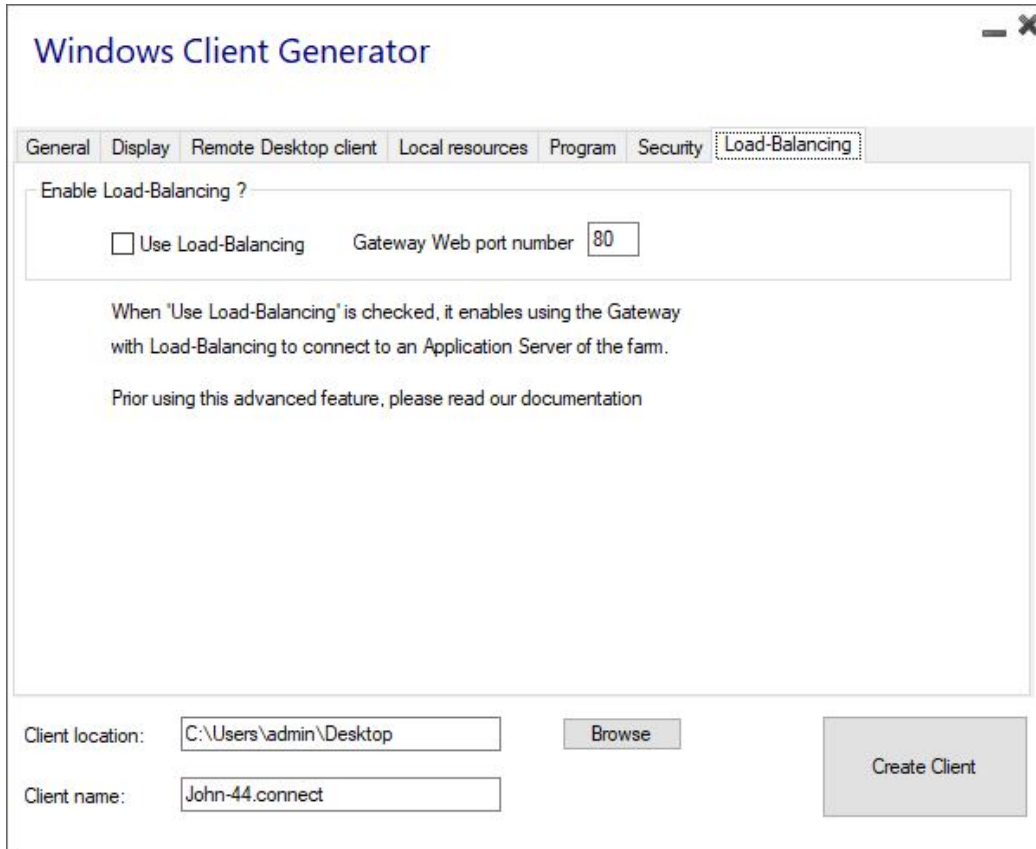 Windows Client Generator
General Display Remote Desktop client Local resources Program Security Load-Balancing
Enable Load-Balancing ?
Use Load-Balancing Gateway Web port number 80
When "Use Load-Balancing" is checked, it enables using the Gateway
with Load-Balancing to connect to an Application Server of the farm.
Prior using this advanced feature, please read our documentation
Client location: C:\Users\admin\Desktop Browse
Create Client
Client name: John-44.connect